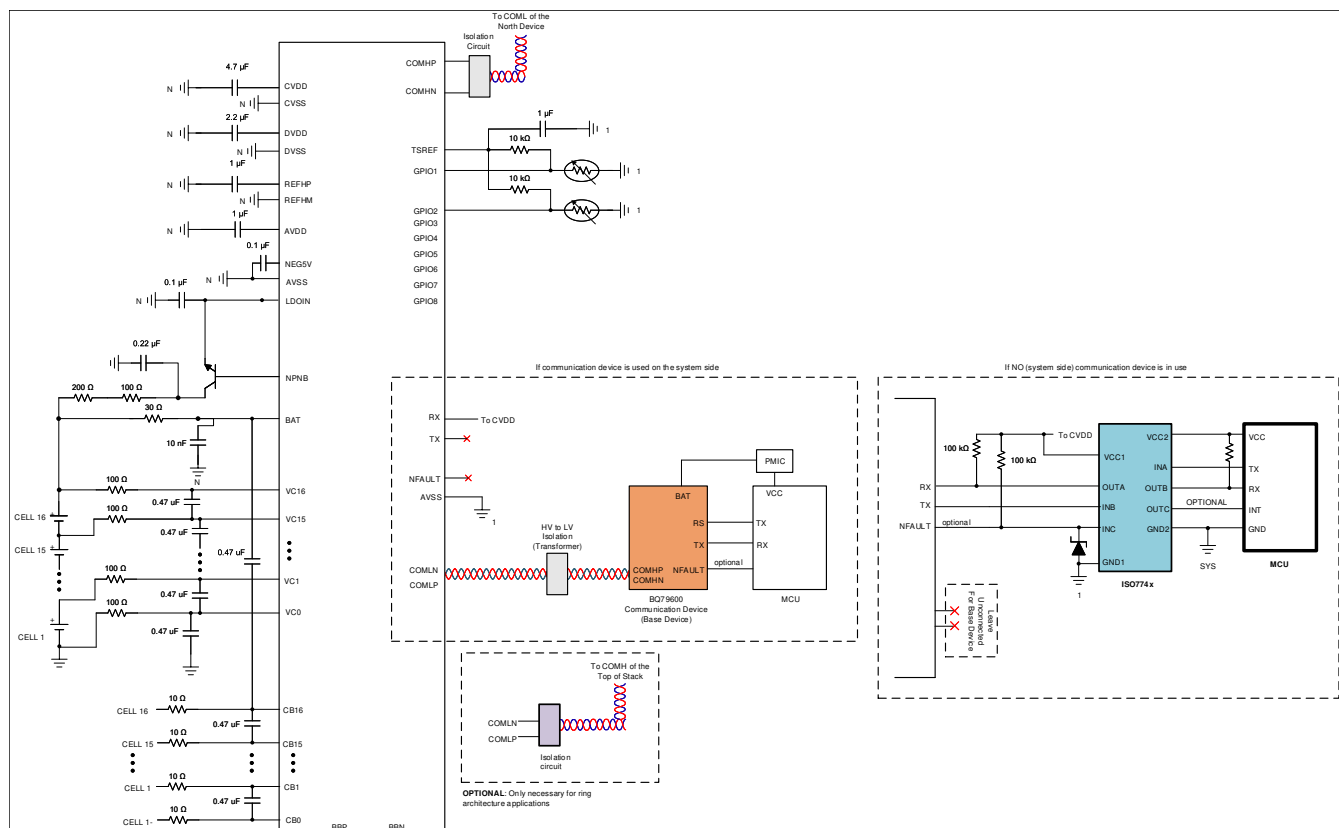 To COML of the
North Device
Isolation
Circuit
COMHP
COMHN
4.7 µF
N
CVDD
N
CVSS
2.2 µF
N
DVDD
N
DVSS
1 µF
N
REFHP
N
REFHM
1 µF
N
AVDD
0.1 µF
NEG5V
N
AVSS
0.1 µF
N
LDOIN
1 µF
1
10 kΩ
TSREF
GPIO1
1
10 kΩ
GPIO2
1
GPIO3
GPIO4
GPIO5
GPIO6
GPIO7
GPIO8
0.22 µF
NPNB
200 Ω
100 Ω
30 Ω
BAT
10 nF
N
100 Ω
VC16
0.47 uF
CELL 16
+
100 Ω
VC15
0.47 uF
CELL 15
+
0.47 uF
100 Ω
VC1
0.47 uF
+
100 Ω
VC0
CELL 1
0.47 uF
10 Ω
CELL 16
CB16
0.47 uF
10 Ω
CELL 15
CB15
10 Ω
CELL 1
CB1
0.47 uF
10 Ω
CELL 1-
CB0
BBP
BBN
If communication device is used on the system side
RX
To CVDD
TX
NFAULT
AVSS
1
PMIC
BAT
VCC
RS
TX
TX
RX
NFAULT
optional
HV to LV
Isolation
(Transformer)
COMLN
COMLP
COMHP
COMHN
BQ79600
Communication Device
(Base Device)
MCU
To COMH of the
Top of Stack
COMLN
COMLP
Isolation
circuit
OPTIONAL: Only necessary for ring
architecture applications
If NO (system side) communication device is in use
To CVDD
100 kΩ
100 kΩ
VCC2
VCC
VCC1
INA
TX
RX
OUTA
OUTB
RX
TX
INB
OUTC
OPTIONAL
INT
NFAULT
optional
INC
GND2
GND
GND1
SYS
1
ISO774x
MCU
Leave
Unconnected
For Base Device